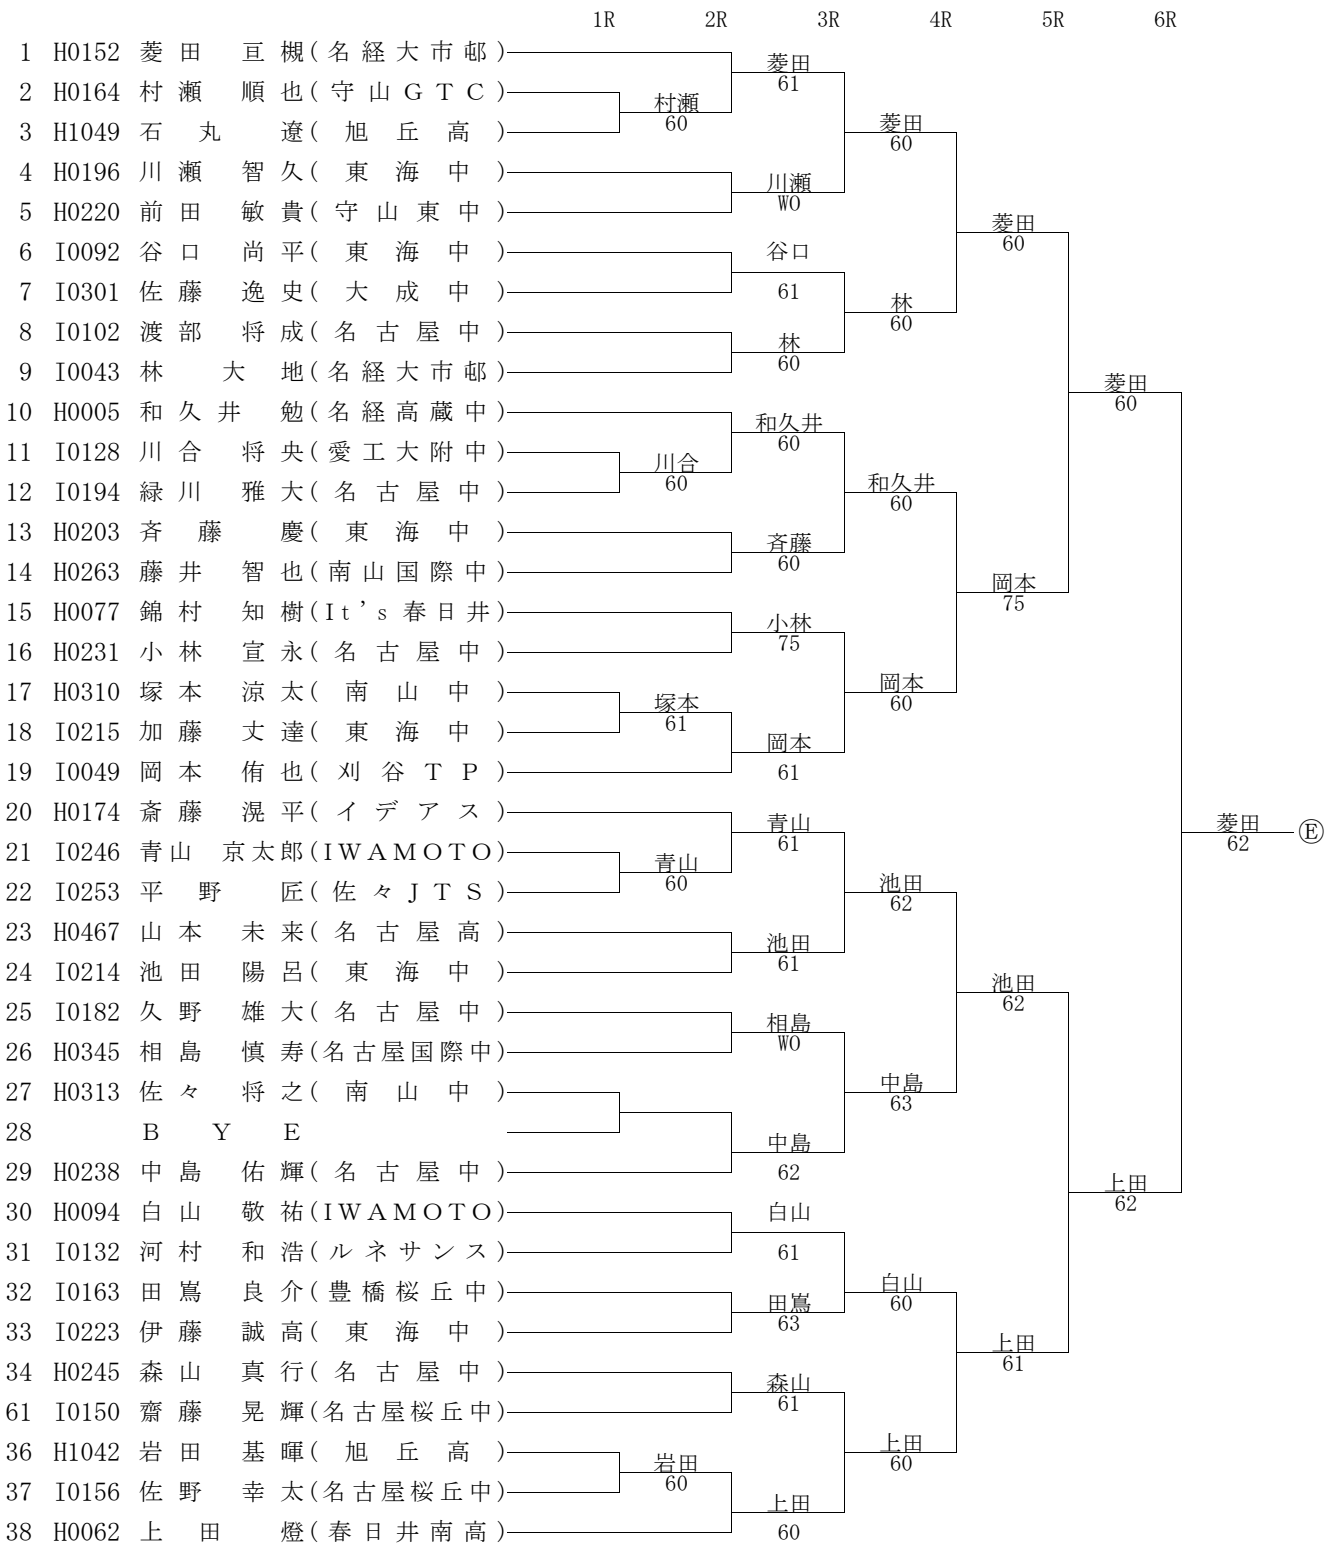 1R 2R 3R 4R 5R 6R
1 H0152 菱田 亘槻(名経大市邨)
菱田
61
2 H0164 村瀬 順也(守山GTC)
村瀬
60
3 H1049 石丸 遼(旭丘高)
菱田
60
4 H0196 川瀬 智久(東海中)
川瀬
WO
5 H0220 前田 敏貴(守山東中)
菱田
60
6 I0092 谷口 尚平(東海中)
谷口
61
7 I0301 佐藤 逸史(大成中)
林
60
8 I0102 渡部 将成(名古屋中)
林
60
9 I0043 林 大地(名経大市邨)
菱田
60
10 H0005 和久井 勉(名経高蔵中)
和久井
60
11 I0128 川合 将央(愛工大附中)
川合
60
12 I0194 緑川 雅大(名古屋中)
和久井
60
13 H0203 斉藤 慶(東海中)
斉藤
60
14 H0263 藤井 智也(南山国際中)
岡本
75
15 H0077 錦村 知樹(It’s春日井)
小林
75
16 H0231 小林 宣永(名古屋中)
17 H0310 塚本 涼太(南山中)
岡本
60
塚本
61
18 I0215 加藤 丈達(東海中)
岡本
61
19 I0049 岡本 侑也(刈谷TP)
20 H0174 斎藤 滉平(イデアス)
青山
61
菱田
62
Ⓔ
21 I0246 青山 京太郎(IWAMOTO)
青山
60
22 I0253 平野 匠(佐々JTS)
池田
62
23 H0467 山本 未来(名古屋高)
池田
61
24 I0214 池田 陽呂(東海中)
池田
62
25 I0182 久野 雄大(名古屋中)
相島
WO
26 H0345 相島 慎寿(名古屋国際中)
27 H0313 佐々 将之(南山中)
中島
63
28 BYE
中島
62
29 H0238 中島 佑輝(名古屋中)
上田
62
30 H0094 白山 敬祐(IWAMOTO)
白山
61
31 I0132 河村 和浩(ルネサンス)
32 I0163 田嶌 良介(豊橋桜丘中)
白山
60
田嶌
63
33 I0223 伊藤 誠高(東海中)
上田
61
34 H0245 森山 真行(名古屋中)
森山
61
61 I0150 齋藤 晃輝(名古屋桜丘中)
36 H1042 岩田 基暉(旭丘高)
上田
60
岩田
60
37 I0156 佐野 幸太(名古屋桜丘中)
上田
60
38 H0062 上田 燈(春日井南高)